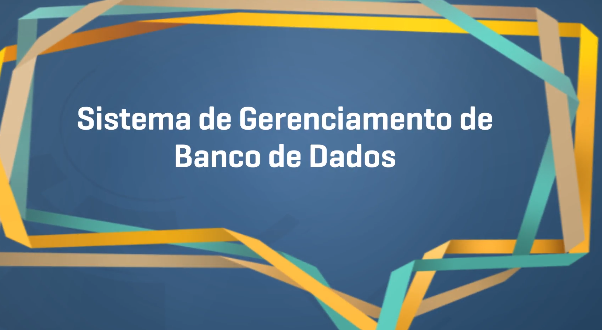 Sistema de Gerenciamento de
Banco de Dados